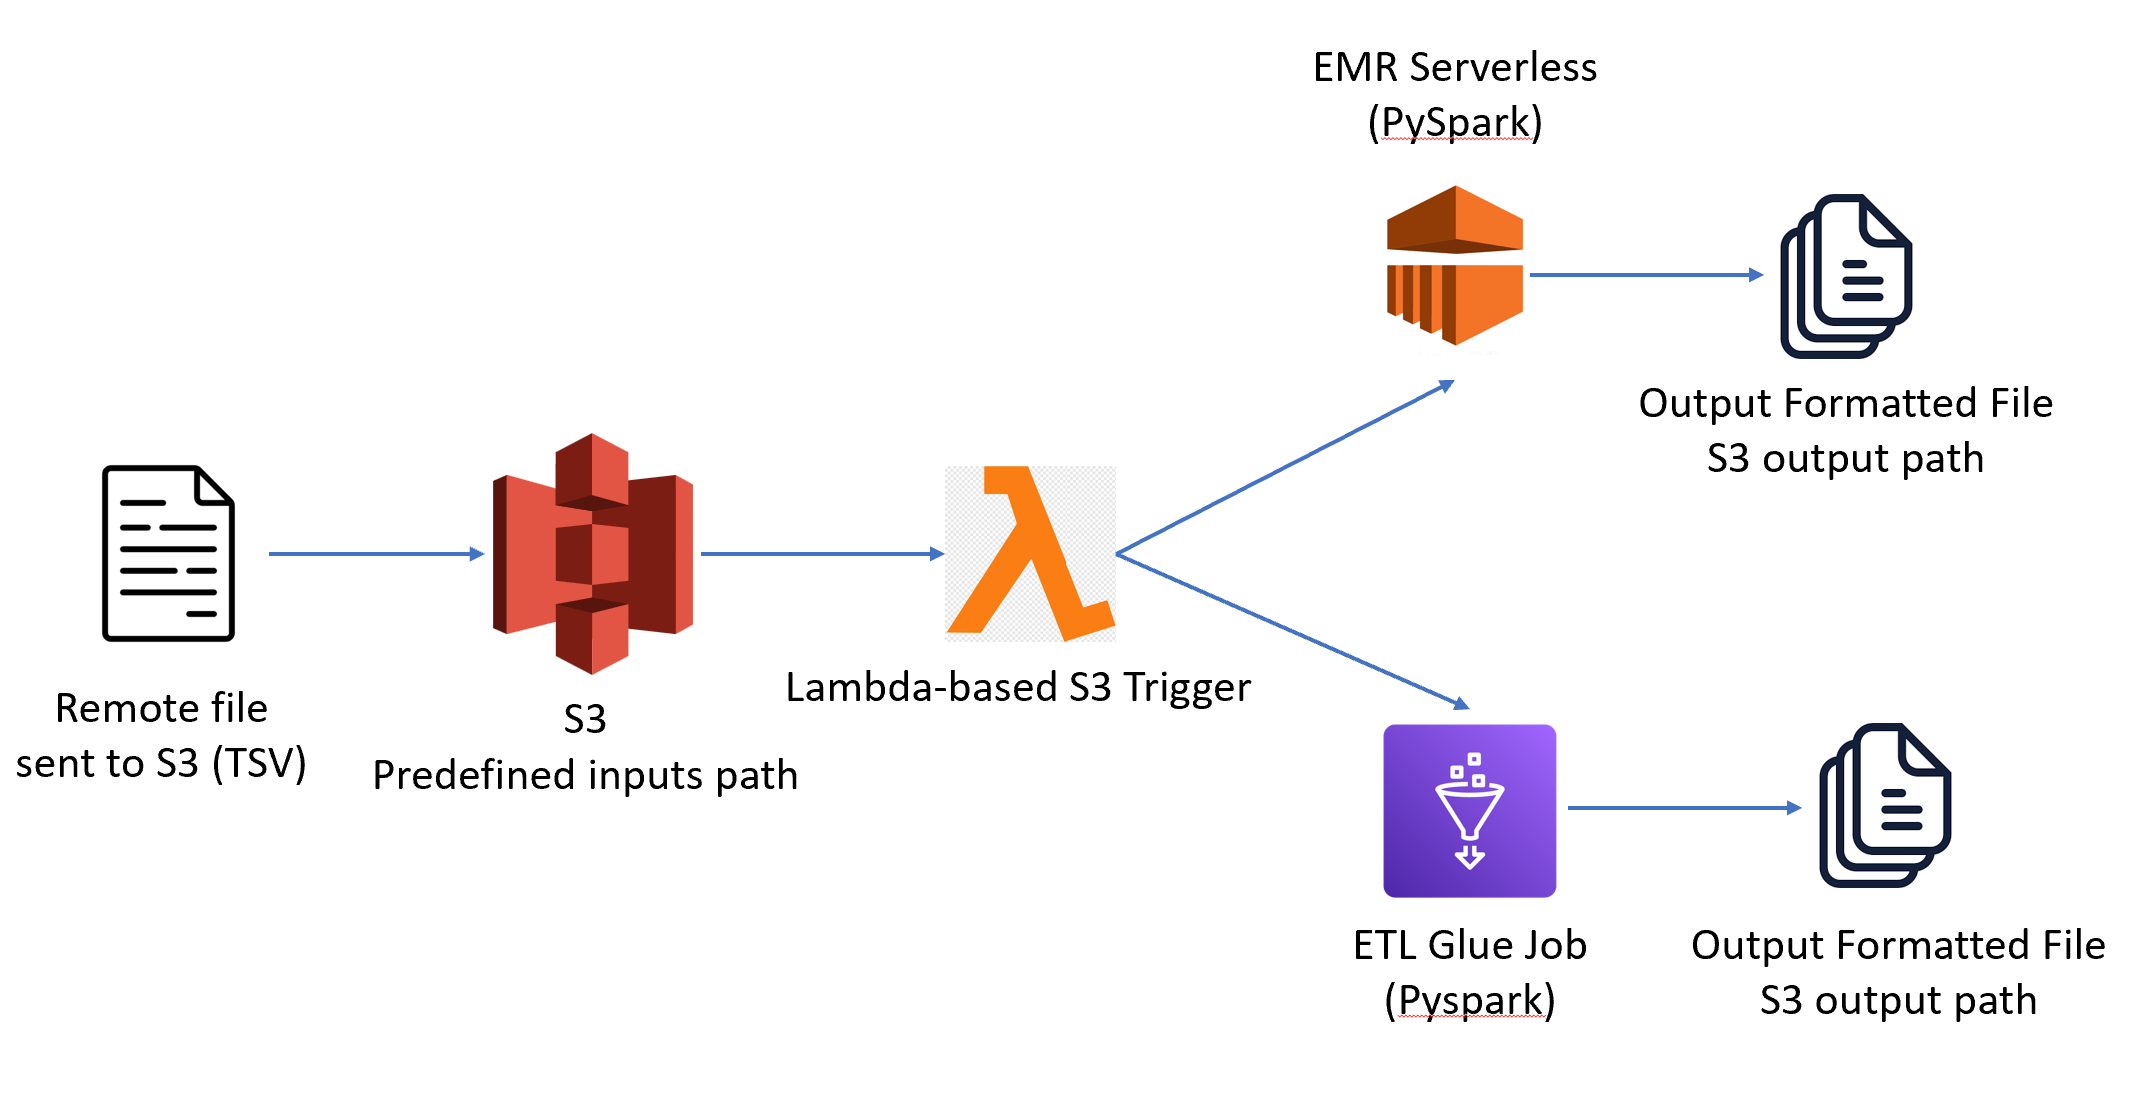 EMR Serverless
(PySpark)
Output Formatted File
S3 output path
Remote file
sent to S3 (TSV)
S3
Predefined inputs path
Lambda-based S3 Trigger
ETL Glue Job
(Pyspark)
Output Formatted File
S3 output path